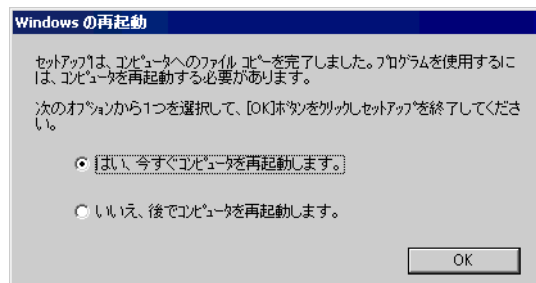 Windows の再起動
セットアップは、コンピュータへのファイル コピーを完了しました。プログラムを使用するに
は、コンピュータを再起動する必要があります。
次のオプションから1つを選択して、[OK]ボタンをクリックしセットアップを終了してくださ
い。
はい、今すぐコンピュータを再起動します。
いいえ、後でコンピュータを再起動します。
OK